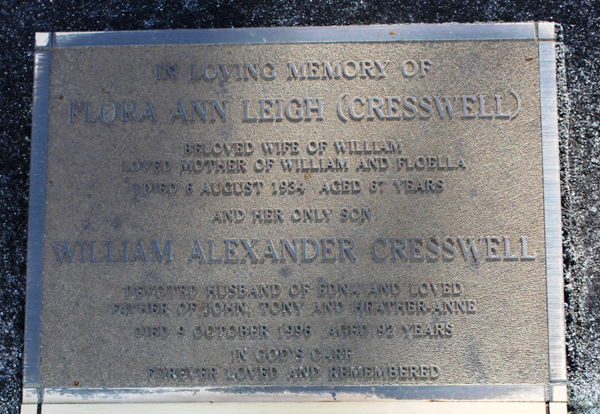 IN LOVING MEMORY OF
FLORA ANN LEIGH (CRESSWELL)
BELOVED WIFE OF WILLIAM
LOVED MOTHER OF WILLIAM AND FLOELLA
DIED 6 AUGUST 1934 AGED 67 YEARS
AND HER ONLY SON
WILLIAM ALEXANDER CRESSWELL
DEVOTED HUSBAND OF EDNA AND LOVED
FATHER OF JOHN, TONY AND HEATHER-ANNE
DIED 9 OCTOBER 1996 AGED 92 YEARS
IN GOD'S CARE
FOREVER LOVED AND REMEMBERED